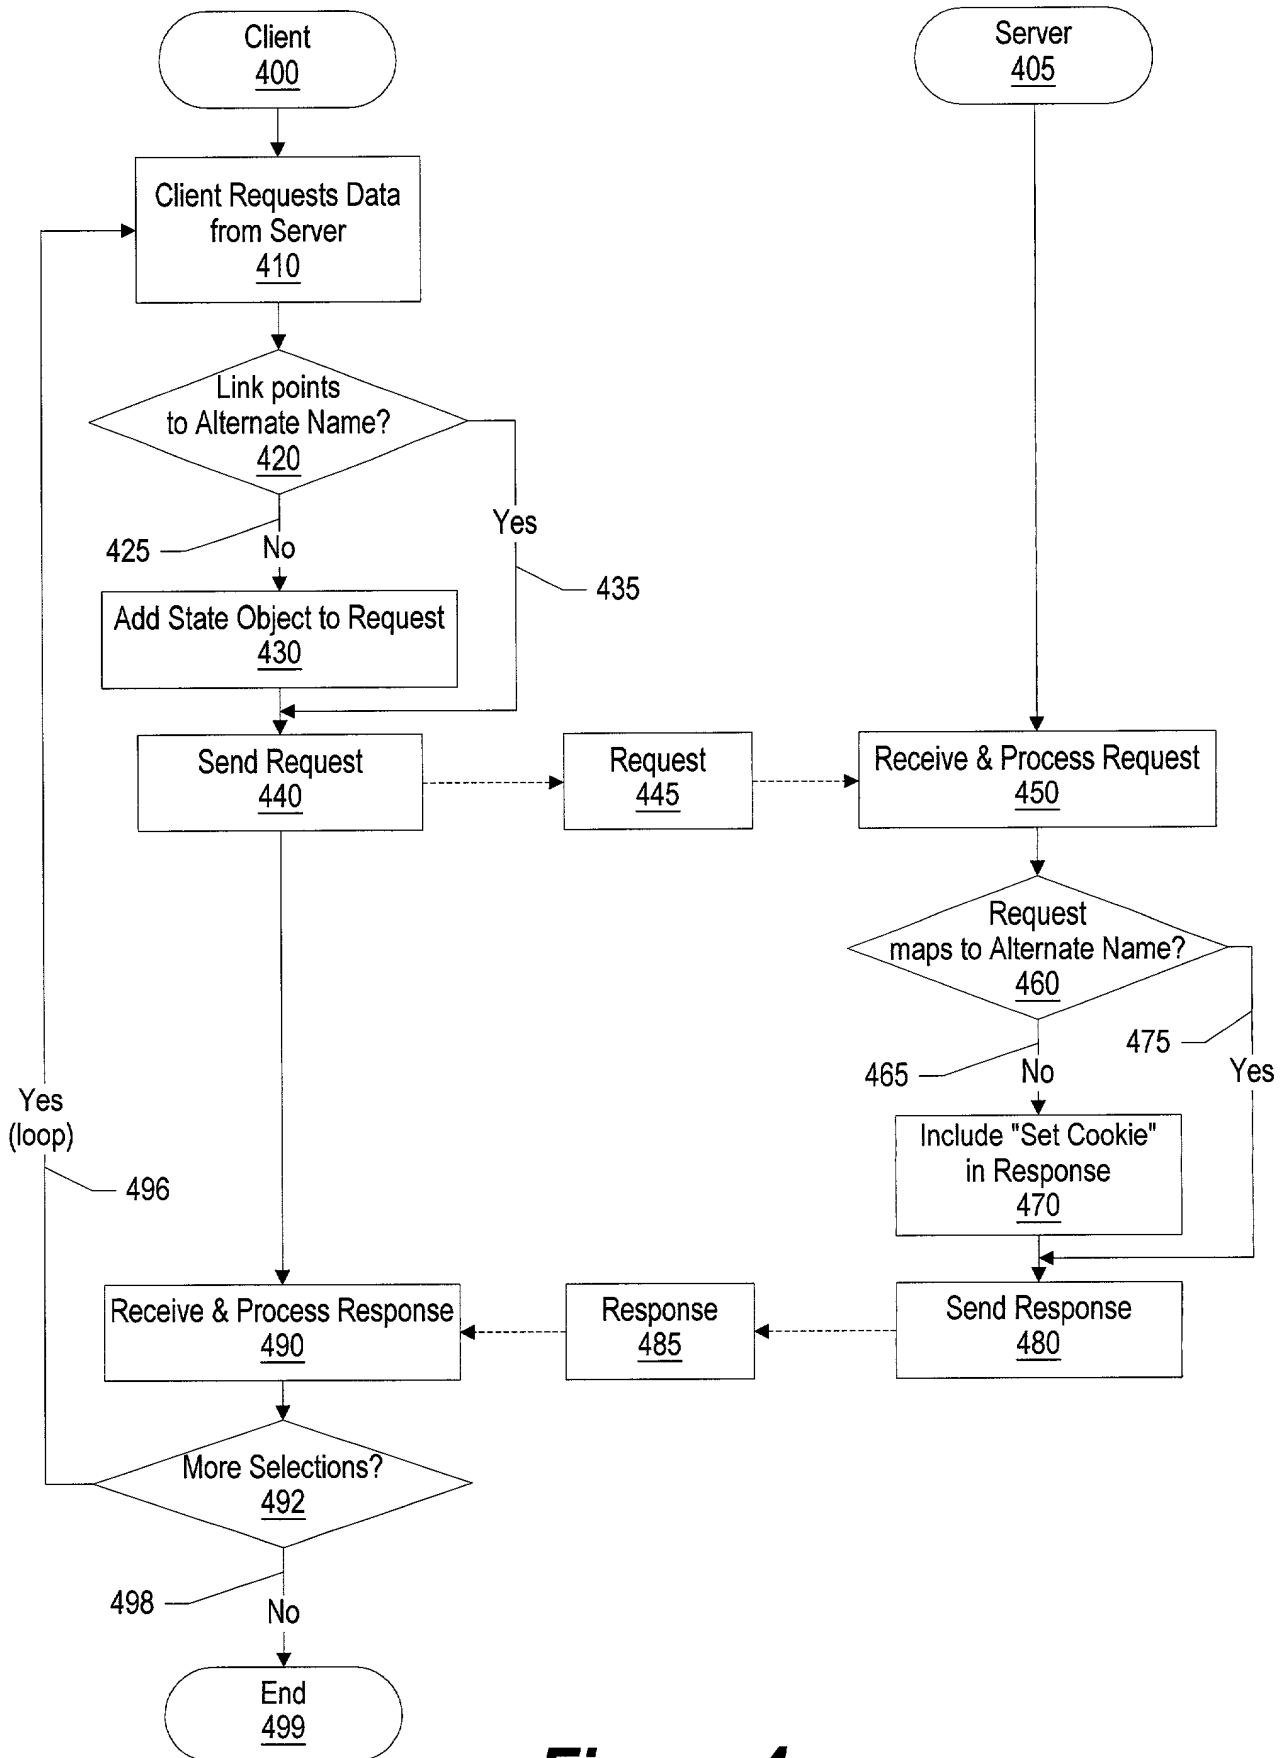 Client
400
Server
405
Client Requests Data
from Server
410
Link points
to Alternate Name?
420
425
No
Yes
435
Add State Object to Request
430
Send Request
440
Request
445
Receive & Process Request
450
Request
maps to Alternate Name?
460
465
No
475
Yes
Include "Set Cookie"
in Response
470
Yes
(loop)
496
Receive & Process Response
490
Response
485
Send Response
480
More Selections?
492
498
No
End
499
Figure 4